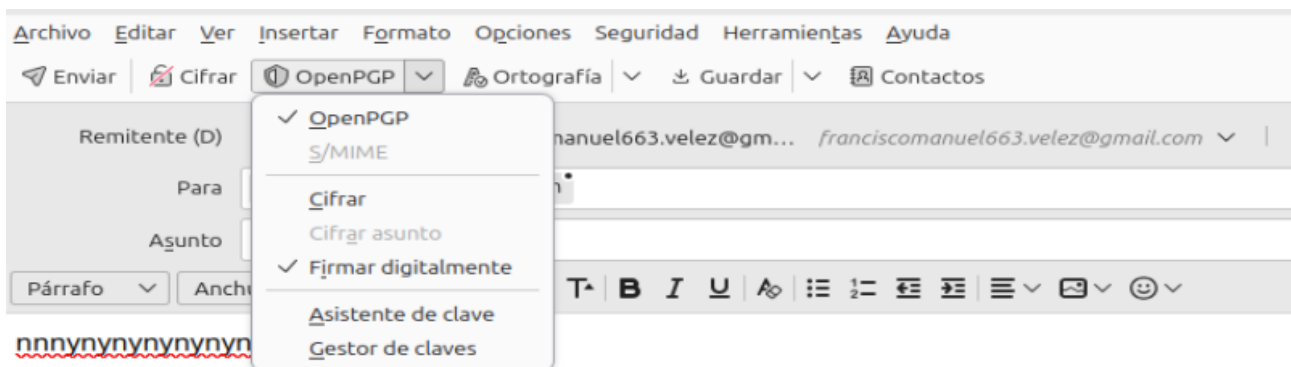 Archivo Editar Ver Insertar Formato Opciones Seguridad Herramientas Ayuda
Enviar Cifrar OpenPGP Ortografía Guardar Contactos
Remitente (D) OpenPGP anuel663.velez@gm... franciscomanuel663.velez@gmail.com
S/MIME
Para
Cifrar
Asunto Cifrar asunto
Firmar digitalmente
Párrafo B I U
Asistente de clave
nnnynynynynynyn Gestor de claves